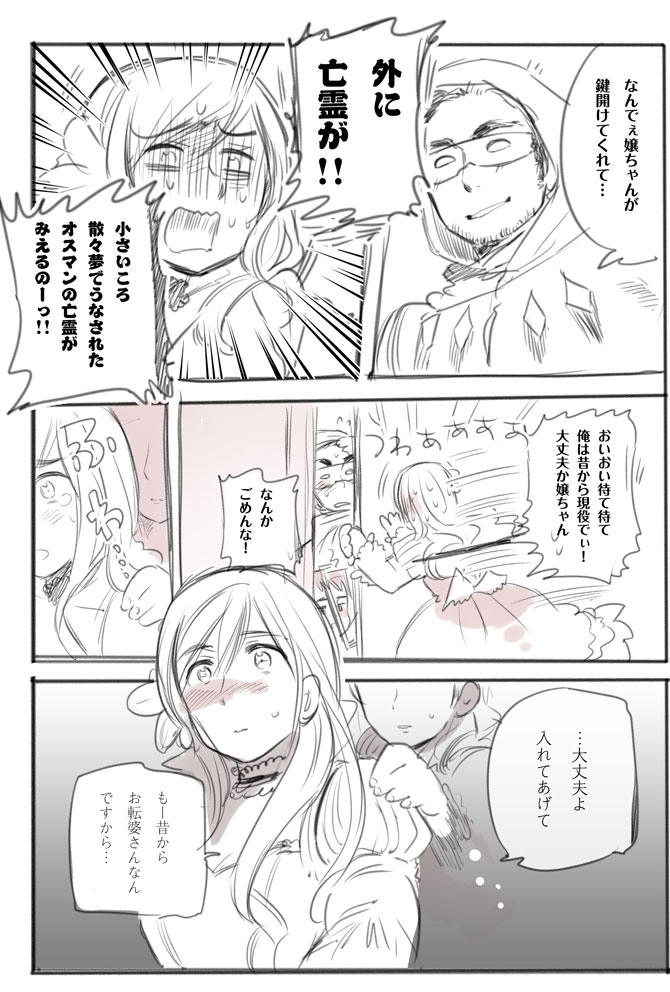 なんでぇ嬢ちゃんが
鍵開けてくれて…
外に
亡霊が!!
小さいころ
散々夢でうなされた
オスマンの亡霊が
みえるのーっ!!
おいおい待て待て
俺は昔から現役でぃ!
大丈夫か嬢ちゃん
うわぁぁぁぁ
なんか
ごめんな!
ふわ…
…大丈夫よ
入れてあげて
もー昔から
お転婆さんなん
ですから…